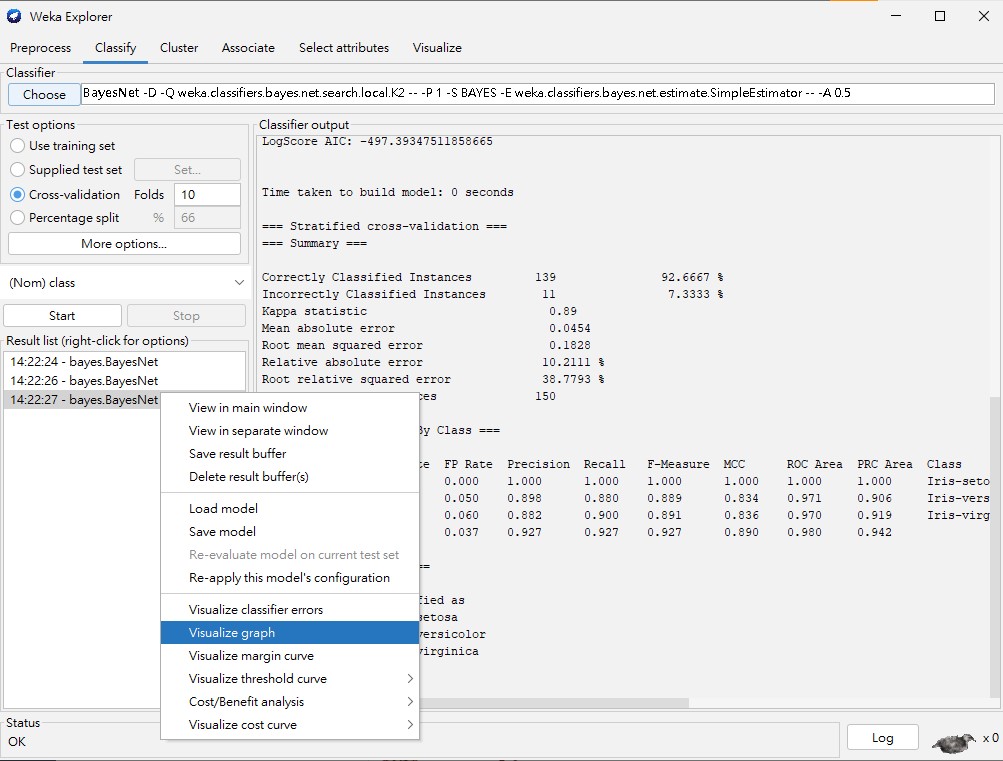 Weka Explorer
Preprocess Classify Cluster Associate Select attributes Visualize
Classifier
Choose BayesNet -D -Q weka.classifiers.bayes.net.search.local.K2 -- -P 1 -S BAYES -E weka.classifiers.bayes.net.estimate.SimpleEstimator -- -A 0.5
Test options
Use training set
Supplied test set Set...
Cross-validation Folds 10
Percentage split % 66
More options...
(Nom) class
Start Stop
Result list (right-click for options)
14:22:24 - bayes.BayesNet
14:22:26 - bayes.BayesNet
14:22:27 - bayes.BayesNet
View in main window
View in separate window
Save result buffer
Delete result buffer(s)
Load model
Save model
Re-evaluate model on current test set
Re-apply this model's configuration
Visualize classifier errors
Visualize graph
Visualize margin curve
Visualize threshold curve
Cost/Benefit analysis
Visualize cost curve
Classifier output
LogScore AIC: -497.39347511858665
Time taken to build model: 0 seconds
=== Stratified cross-validation ===
=== Summary ===
Correctly Classified Instances 139 92.6667 %
Incorrectly Classified Instances 11 7.3333 %
Kappa statistic 0.89
Mean absolute error 0.0454
Root mean squared error 0.1828
Relative absolute error 10.2111 %
Root relative squared error 38.7793 %
es 150
By Class ===
te FP Rate Precision Recall F-Measure MCC ROC Area PRC Area Class
0.000 1.000 1.000 1.000 1.000 1.000 1.000 Iris-seto
0.050 0.898 0.880 0.889 0.834 0.971 0.906 Iris-vers
0.060 0.882 0.900 0.891 0.836 0.970 0.919 Iris-virg
0.037 0.927 0.927 0.927 0.890 0.980 0.942
==
fied as
setosa
versicolor
virginica
Status
OK
Log x 0